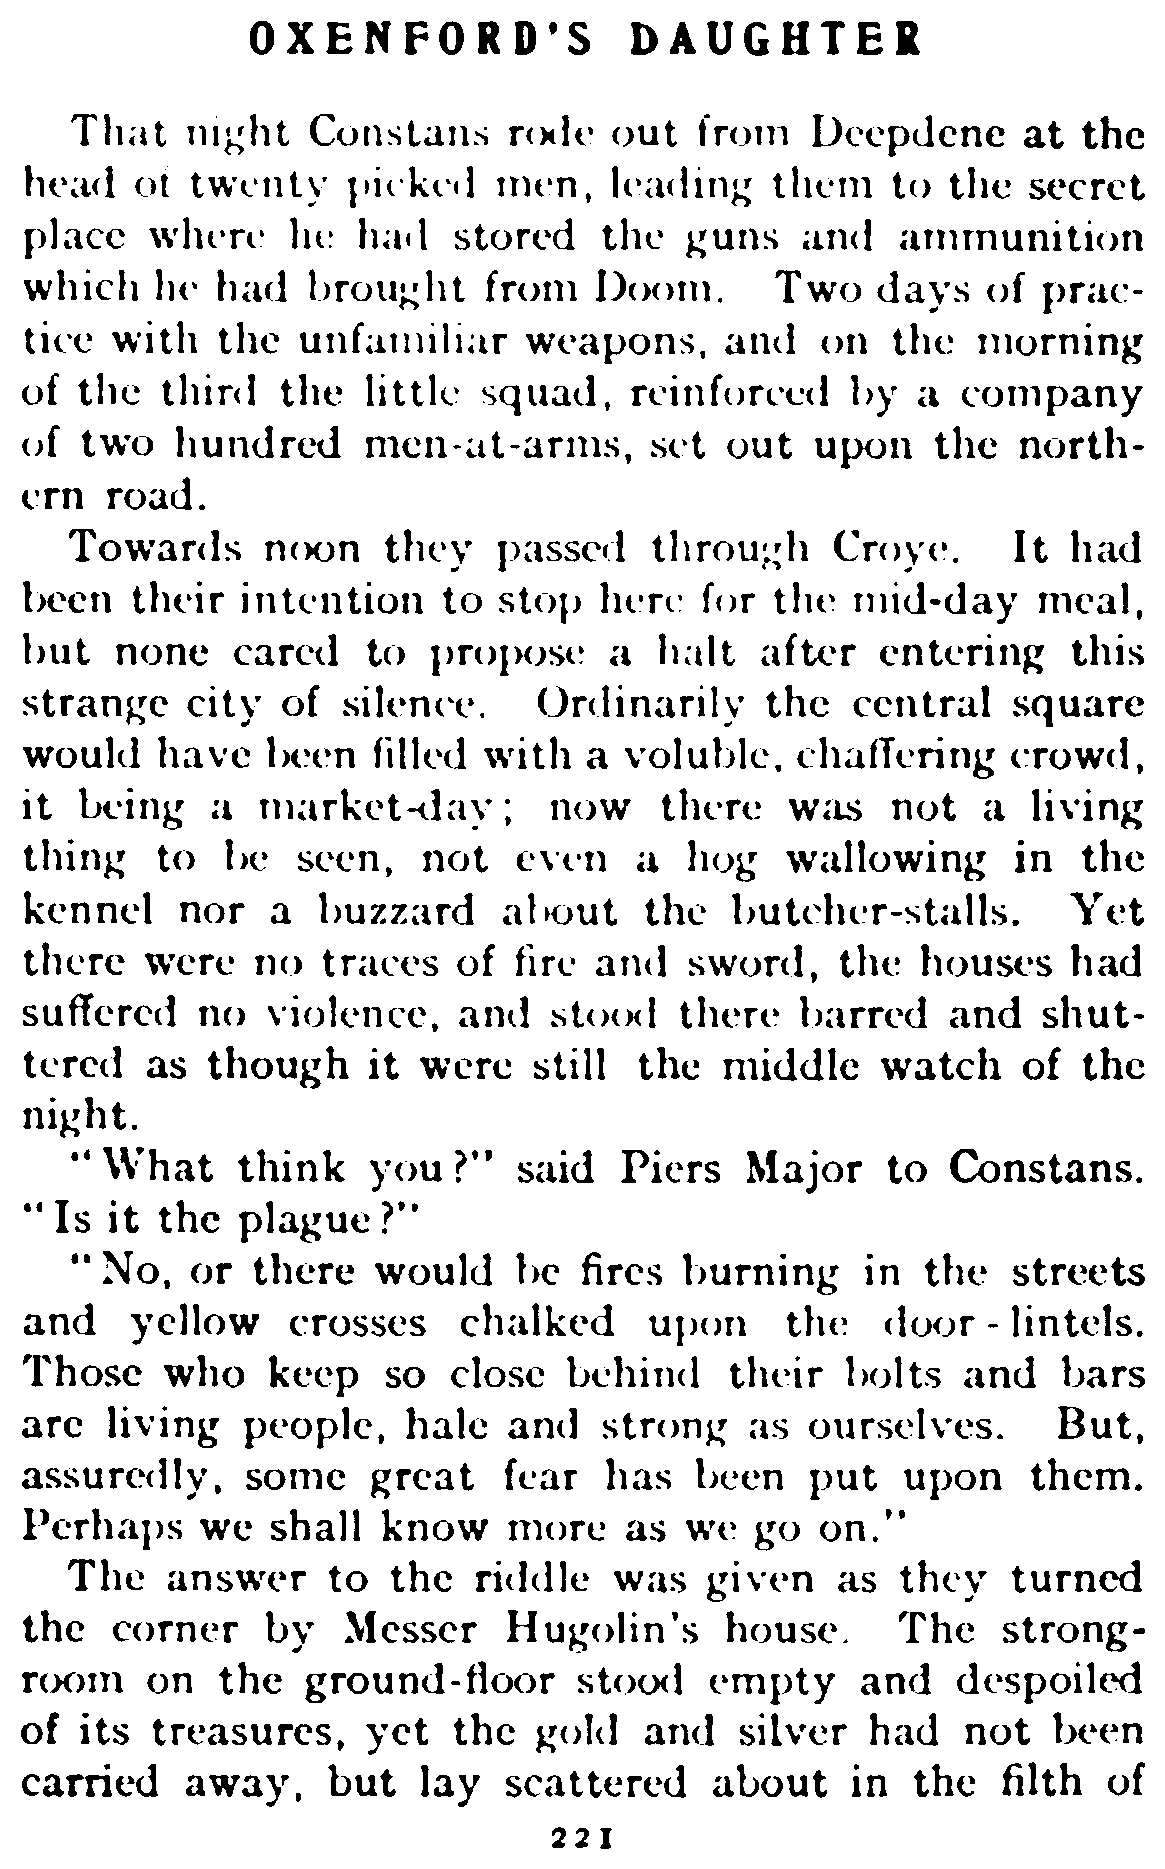 OXENFORD'S DAUGHTER
That night Constans rode out from Deepdene at the
head of twenty picked men, leading them to the secret
place where he had stored the guns and ammunition
which he had brought from Doom. Two days of prac-
tice with the unfamiliar weapons, and on the morning
of the third the little squad, reinforced by a company
of two hundred men-at-arms, set out upon the north-
ern road.
Towards noon they passed through Croye. It had
been their intention to stop here for the mid-day meal,
but none cared to propose a halt after entering this
strange city of silence. Ordinarily the central square
would have been filled with a voluble, chaffering crowd,
it being a market-day; now there was not a living
thing to be seen, not even a hog wallowing in the
kennel nor a buzzard about the butcher-stalls. Yet
there were no traces of fire and sword, the houses had
suffered no violence, and stood there barred and shut-
tered as though it were still the middle watch of the
night.
"What think you?" said Piers Major to Constans.
"Is it the plague?"
"No, or there would be fires burning in the streets
and yellow crosses chalked upon the door-lintels.
Those who keep so close behind their bolts and bars
are living people, hale and strong as ourselves. But,
assuredly, some great fear has been put upon them.
Perhaps we shall know more as we go on."
The answer to the riddle was given as they turned
the corner by Messer Hugolin's house. The strong-
room on the ground-floor stood empty and despoiled
of its treasures, yet the gold and silver had not been
carried away, but lay scattered about in the filth of
221